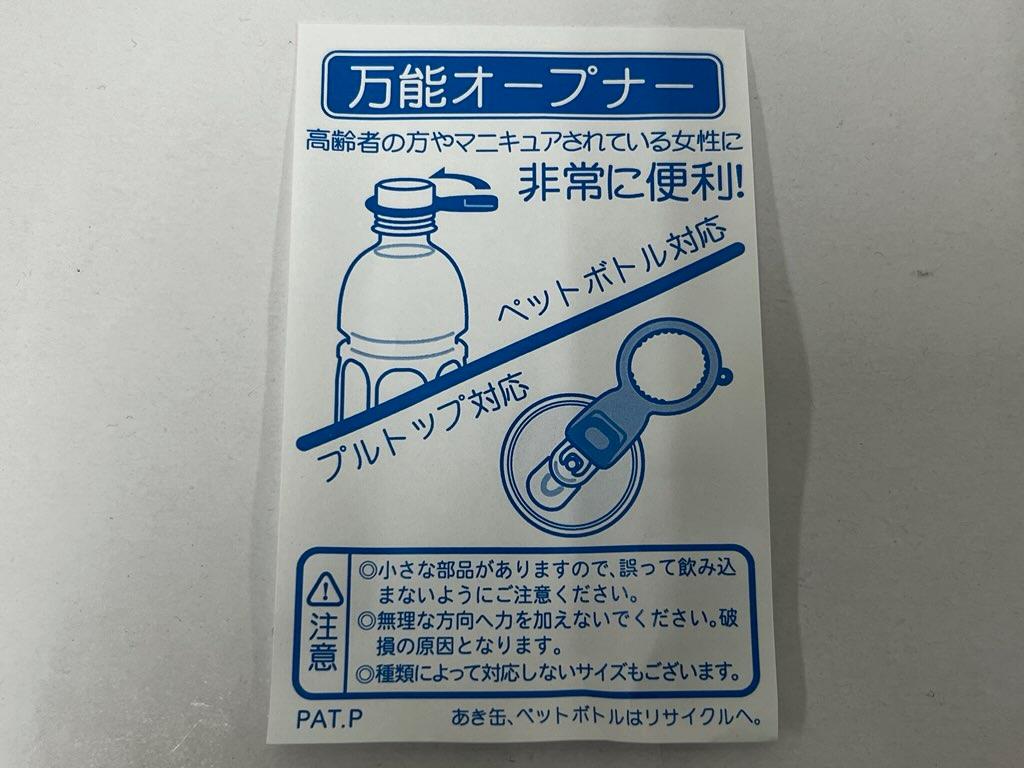 万能オープナー
高齢者の方やマニキュアされている女性に
非常に便利!
ペットボトル対応
プルトップ対応
注意
◎小さな部品がありますので、誤って飲み込
まないようにご注意ください。
◎無理な方向へ力を加えないでください。破
損の原因となります。
◎種類によって対応しないサイズもございます。
PAT.P
あき缶、ペットボトルはリサイクルへ。